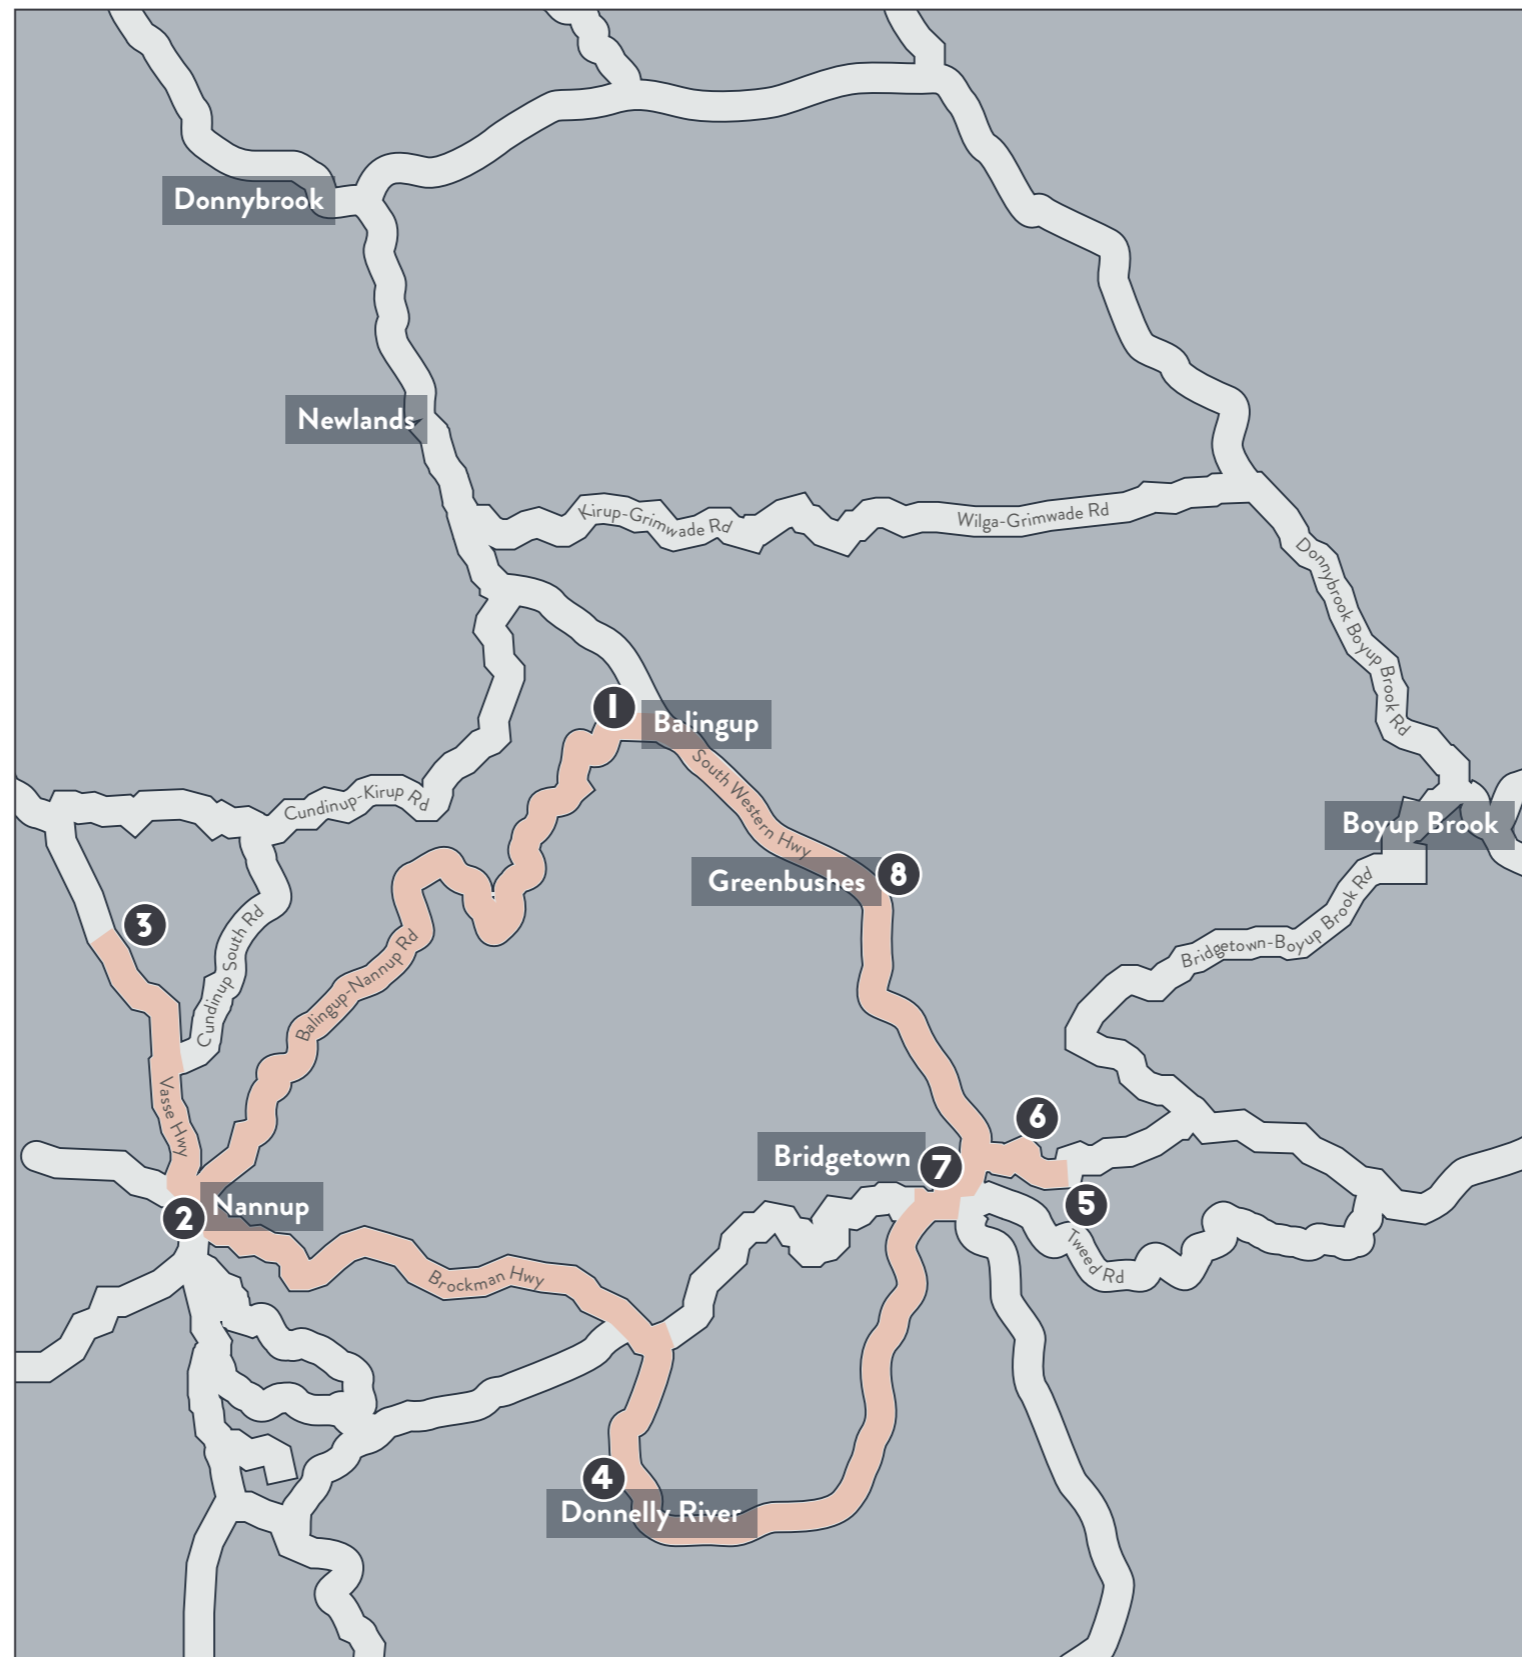 Donnybrook
Newlands
Kirup-Grimwade Rd
Wilga-Grimwade Rd
Donnybrook Boyup Brook Rd
1
Balingup
South Western Hwy
Cundinup-Kirup Rd
Boyup Brook
Greenbushes
8
3
Cundinup South Rd
Balingup-Nannup Rd
Bridgetown-Boyup Brook Rd
Vasse Hwy
6
Bridgetown
7
5
2
Nannup
Tweed Rd
Brockman Hwy
4
Donnelly River